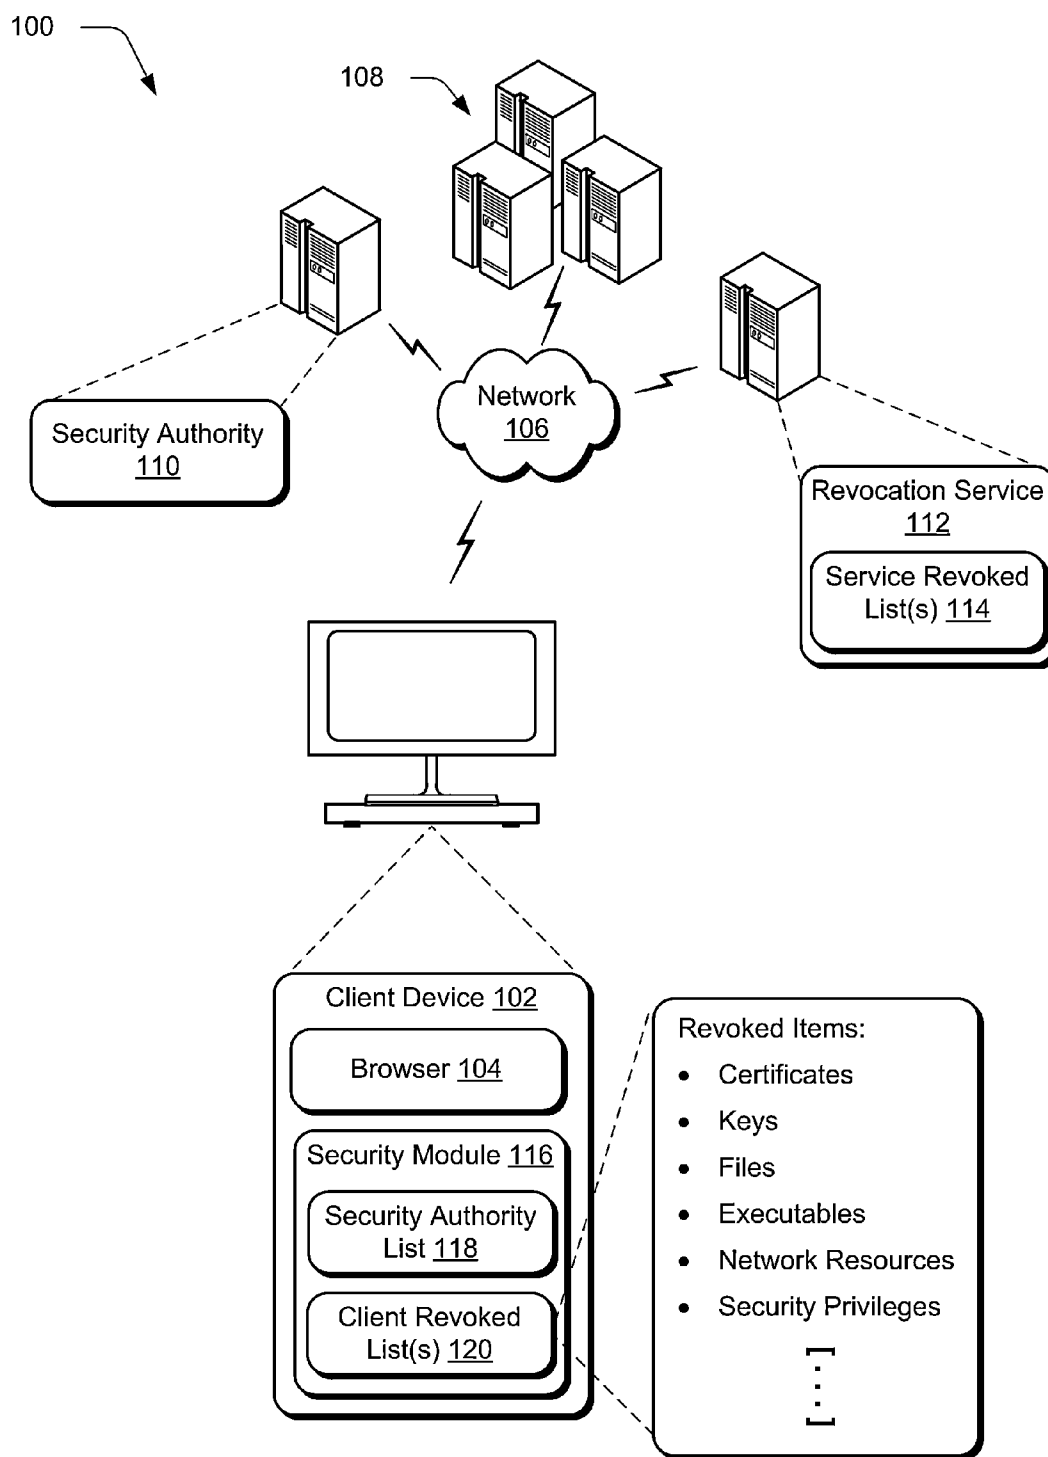 100
108
Network
106
Security Authority
110
Revocation Service
112
Service Revoked
List(s) 114
Client Device 102
Browser 104
Security Module 116
Security Authority
List 118
Client Revoked
List(s) 120
Revoked Items:
• Certificates
• Keys
• Files
• Executables
• Network Resources
• Security Privileges
[...]